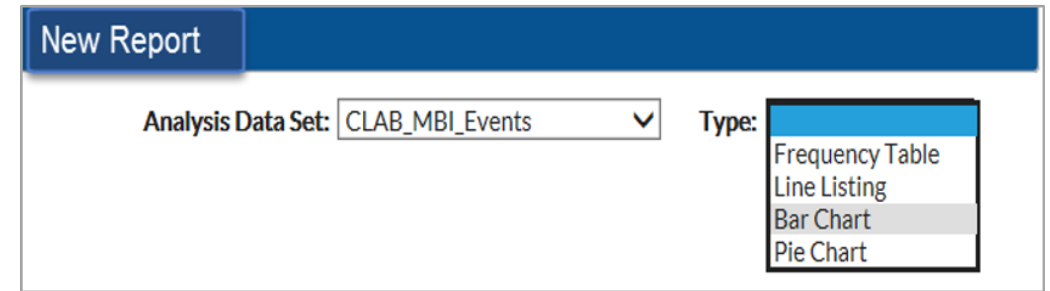 New Report
Analysis Data Set: CLAB_MBI_Events Type:
Frequency Table
Line Listing
Bar Chart
Pie Chart